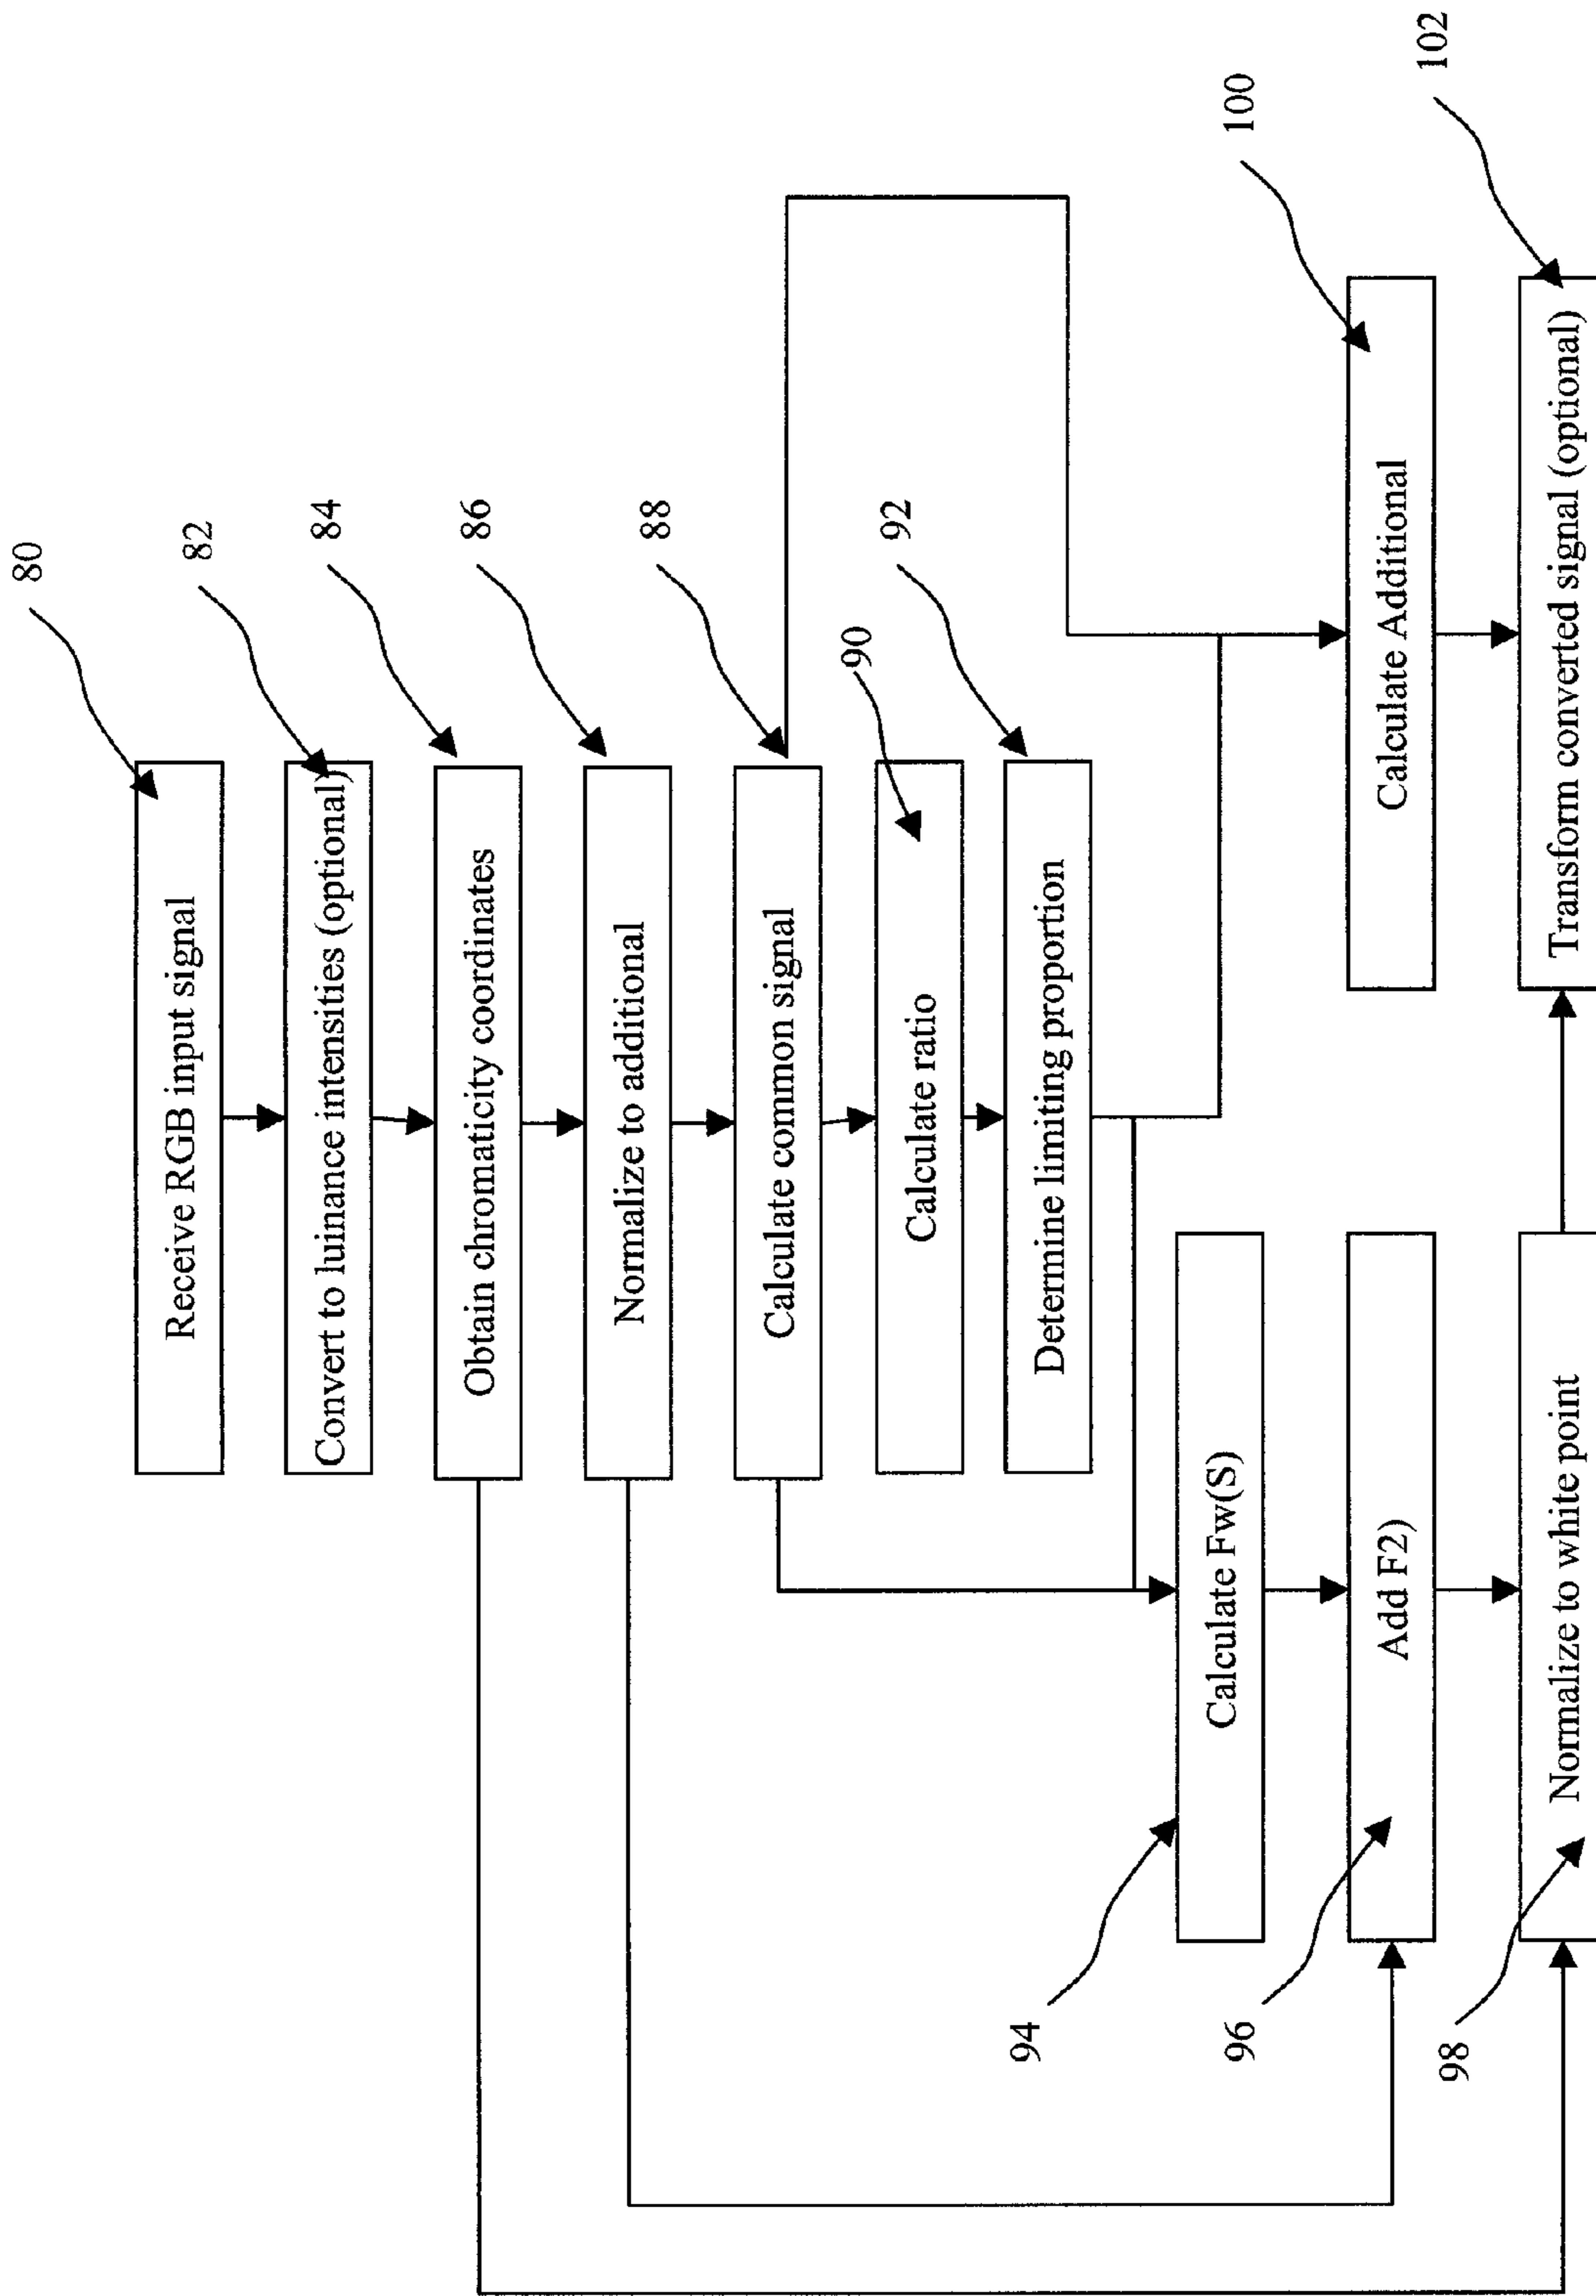 80
Receive RGB input signal
82
Convert to luinance intensities (optional)
84
Obtain chromaticity coordinates
86
Normalize to additional
88
Calculate common signal
90
Calculate ratio
92
Determine limiting proportion
94
Calculate Fw(S)
96
Add F2)
98
Normalize to white point
100
Calculate Additional
102
Transform converted signal (optional)